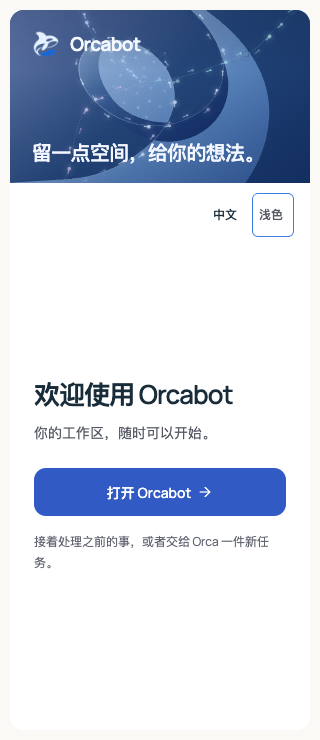 Orcabot
留一点空间，给你的想法。
中文
浅色
欢迎使用 Orcabot
你的工作区，随时可以开始。
打开 Orcabot →
接着处理之前的事，或者交给 Orca 一件新任
务。